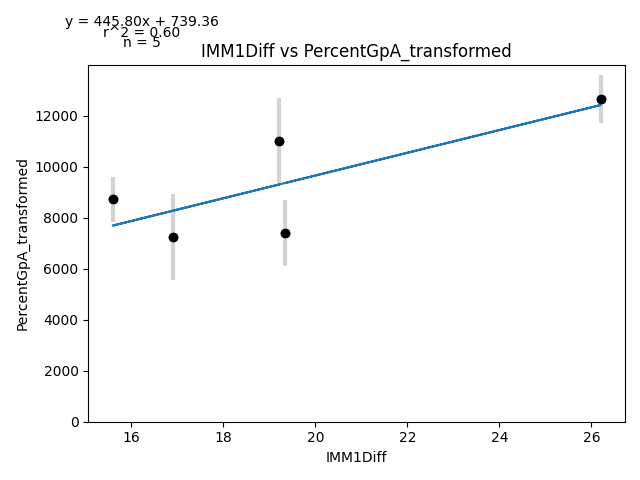 y = 445.80x + 739.36
r^2 = 0.60
n = 5
IMM1Diff vs PercentGpA_transformed
PercentGpA_transformed
12000
10000
8000
6000
4000
2000
0
16 18 20 22 24 26
IMM1Diff